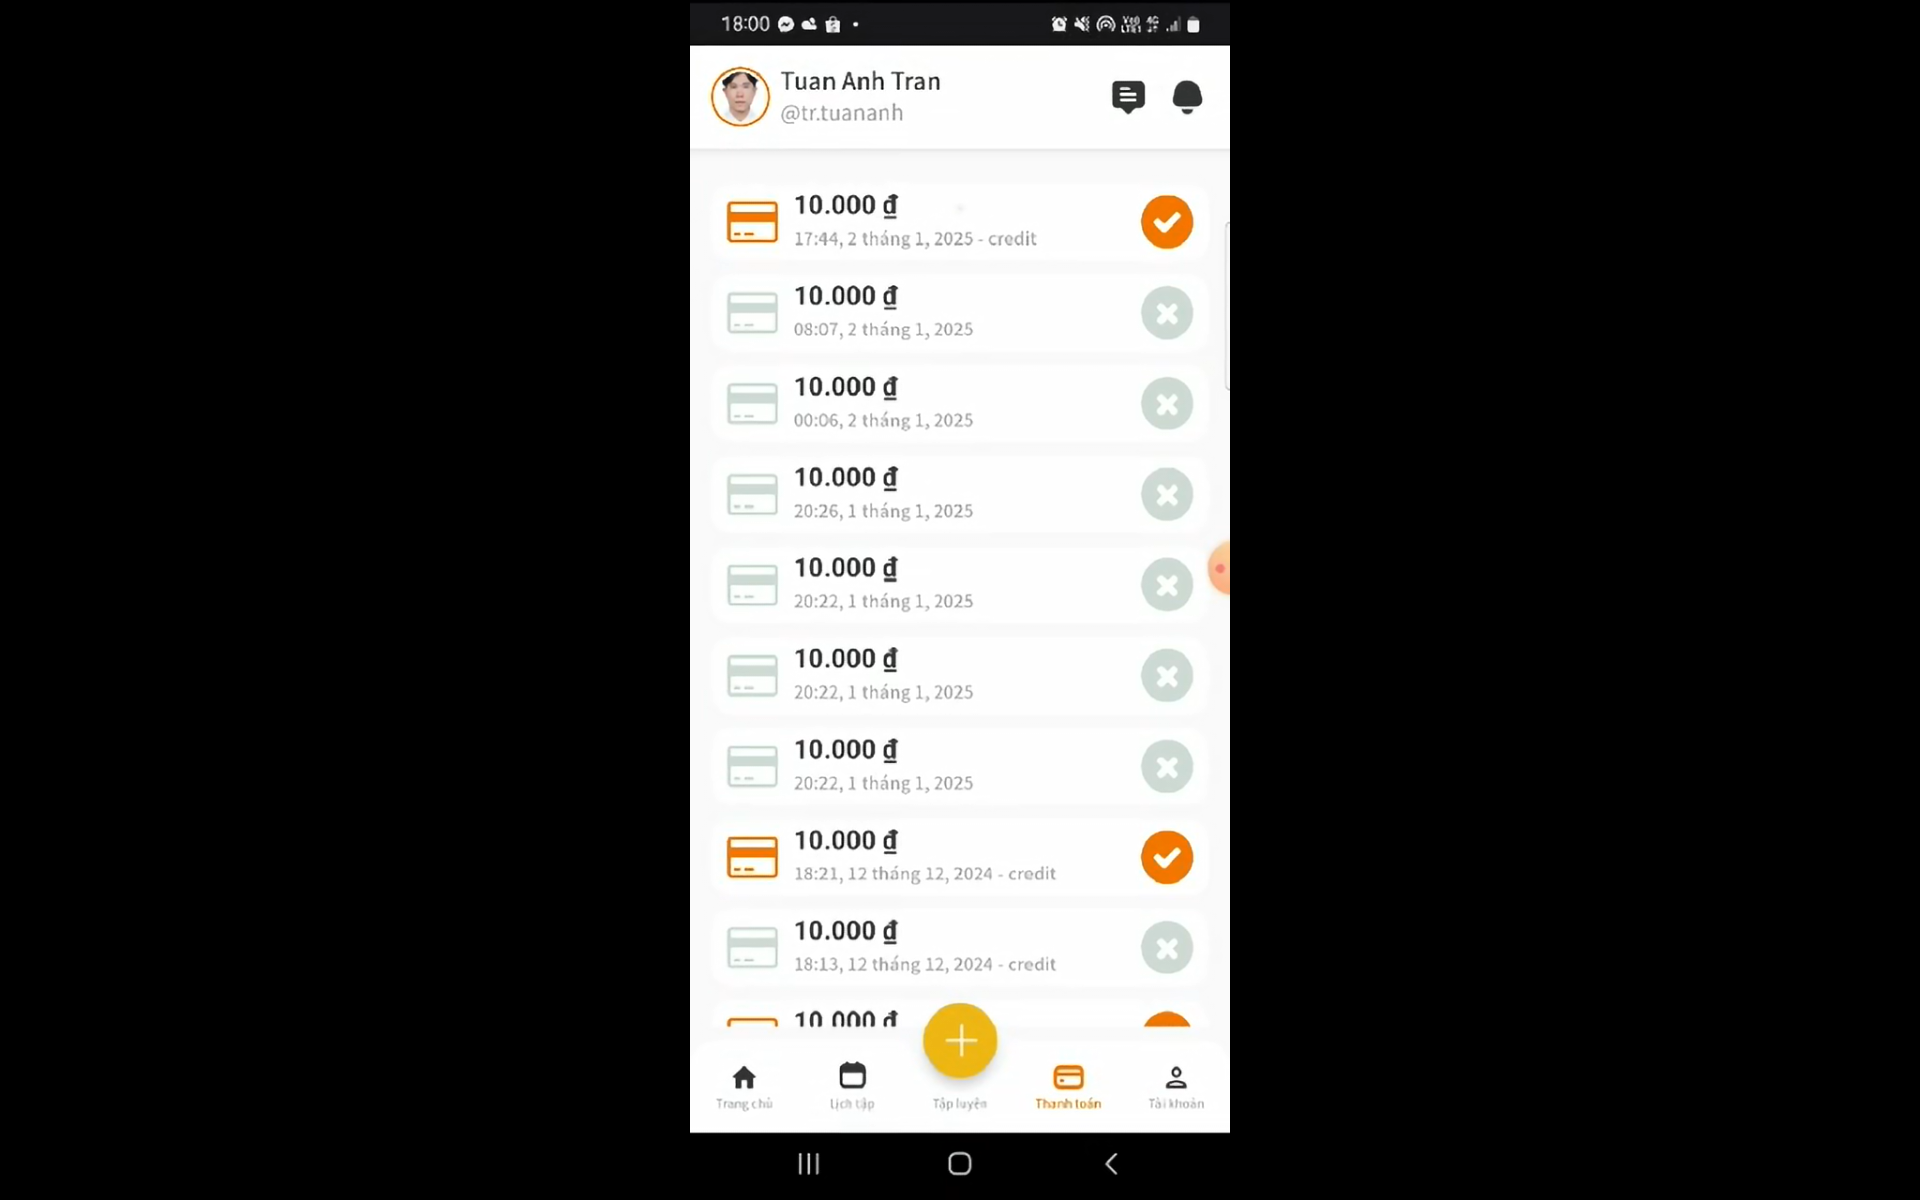 18:00
Vo9 4G
LTE1
Tuan Anh Tran
@tr.tuananh
10.000 ₫
17:44, 2 tháng 1, 2025 - credit
10.000 ₫
08:07, 2 tháng 1, 2025
10.000 ₫
00:06, 2 tháng 1, 2025
10.000 ₫
20:26, 1 tháng 1, 2025
10.000 ₫
20:22, 1 tháng 1, 2025
10.000 ₫
20:22, 1 tháng 1, 2025
10.000 ₫
20:22, 1 tháng 1, 2025
10.000 ₫
18:21, 12 tháng 12, 2024 - credit
10.000 ₫
18:13, 12 tháng 12, 2024 - credit
10.000 ₫
Trang chủ
Lịch tập
Tập luyện
Thanh toán
Tài khoản